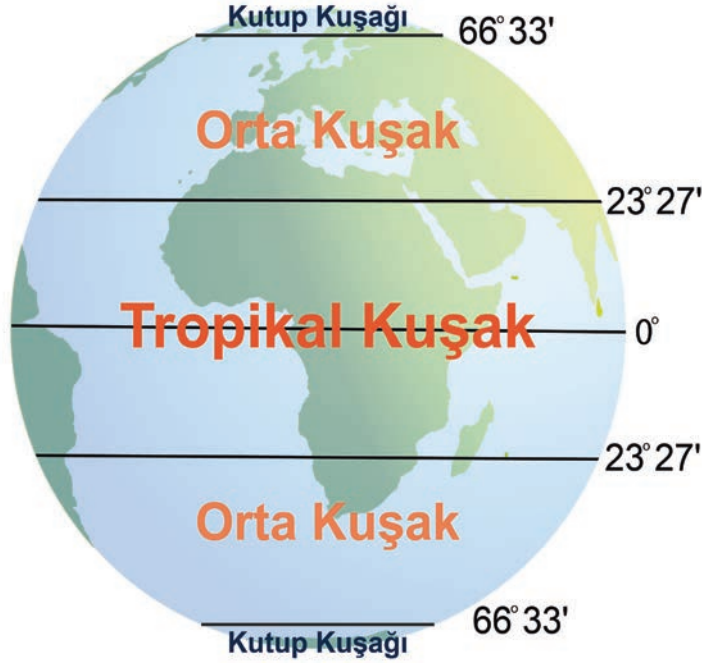 Kutup Kuşağı
66° 33'
Orta Kuşak
23° 27'
Tropikal Kuşak
0°
23° 27'
Orta Kuşak
66° 33'
Kutup Kuşağı